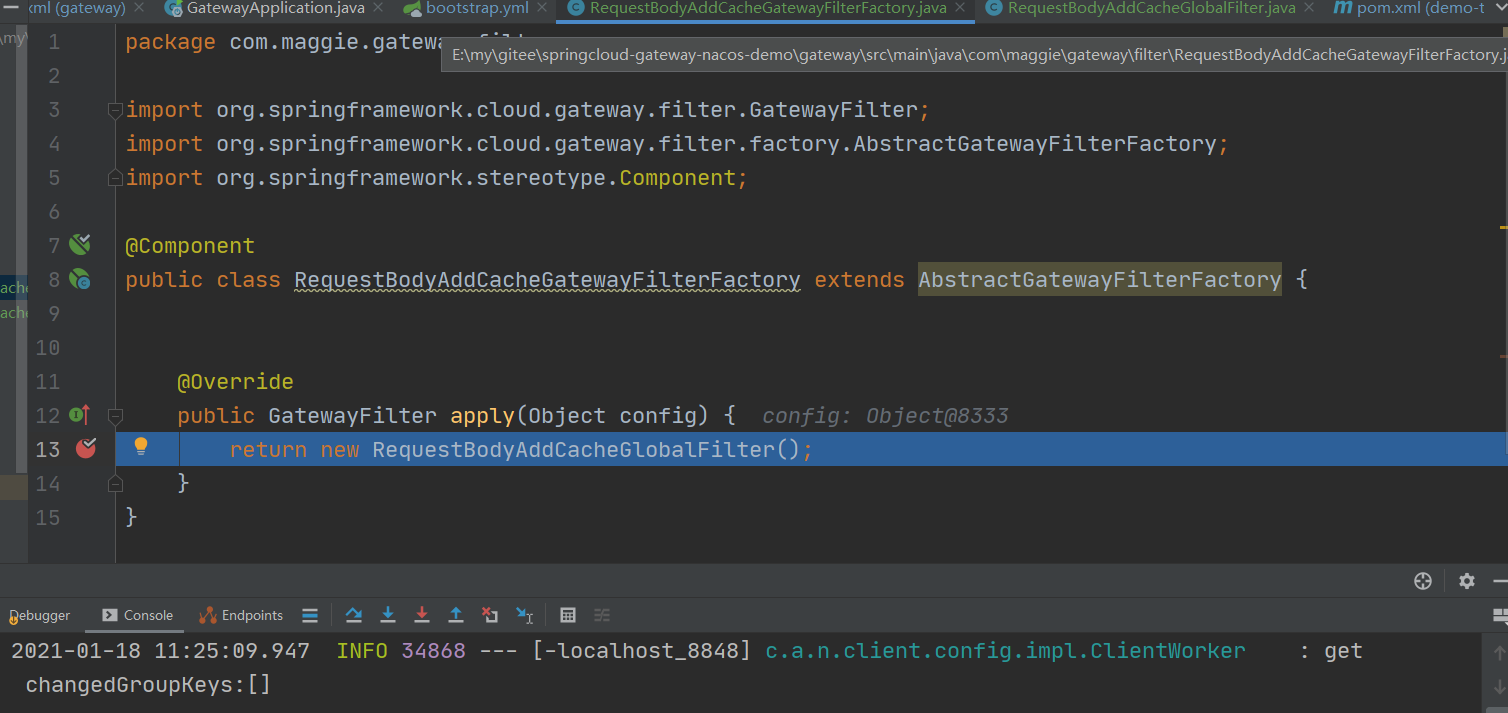 xml (gateway) GatewayApplication.java bootstrap.yml RequestBodyAddCacheGatewayFilterFactory.java RequestBodyAddCacheGlobalFilter.java pom.xml (demo-t
\my\
1 package com.maggie.gateway.filter
E:\my\gitee\springcloud-gateway-nacos-demo\gateway\src\main\java\com\maggie\gateway\filter\RequestBodyAddCacheGatewayFilterFactory.j
2
3 import org.springframework.cloud.gateway.filter.GatewayFilter;
4 import org.springframework.cloud.gateway.filter.factory.AbstractGatewayFilterFactory;
5 import org.springframework.stereotype.Component;
6
7 @Component
ache
8 public class RequestBodyAddCacheGatewayFilterFactory extends AbstractGatewayFilterFactory {
ache
9
10
11 @Override
12 public GatewayFilter apply(Object config) { config: Object@8333
13 return new RequestBodyAddCacheGlobalFilter();
14 }
15 }
Debugger Console Endpoints
2021-01-18 11:25:09.947 INFO 34868 --- [-localhost_8848] c.a.n.client.config.impl.ClientWorker : get
changedGroupKeys:[]